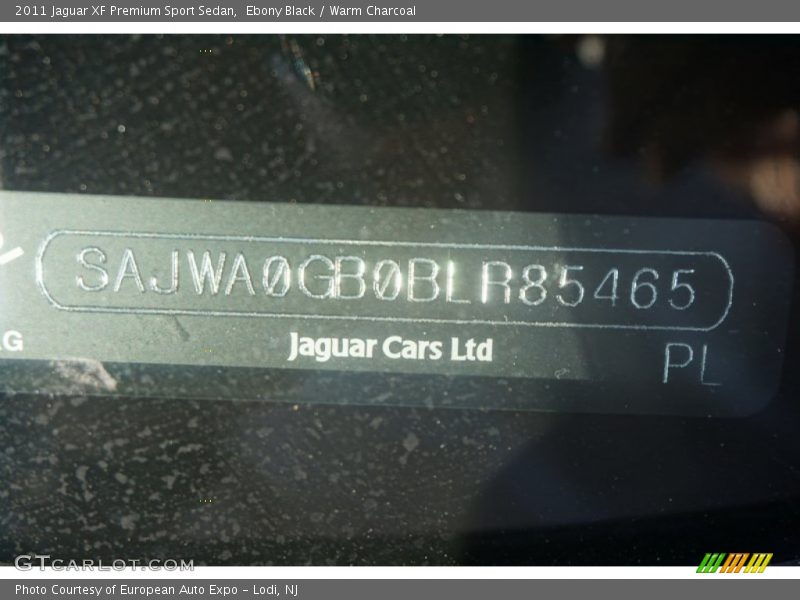 2011 Jaguar XF Premium Sport Sedan, Ebony Black / Warm Charcoal
SAJWA0GB0BLR85465
Jaguar Cars Ltd
PL
GTCARLOT.COM
Photo Courtesy of European Auto Expo - Lodi, NJ